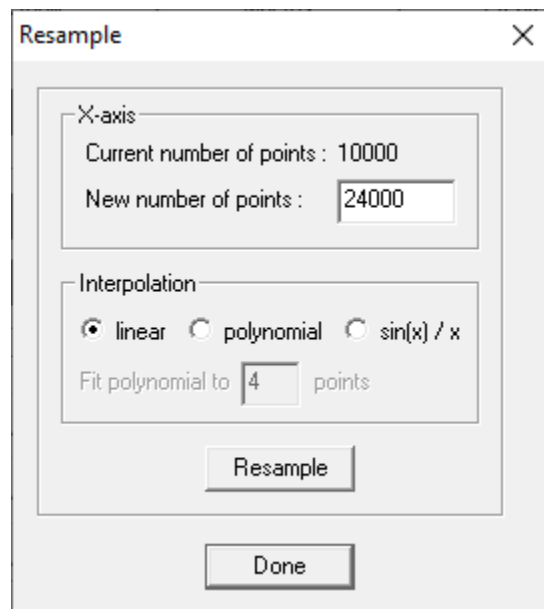 Resample
X-axis
Current number of points : 10000
New number of points : 24000
Interpolation
linear polynomial sin(x) / x
Fit polynomial to 4 points
Resample
Done